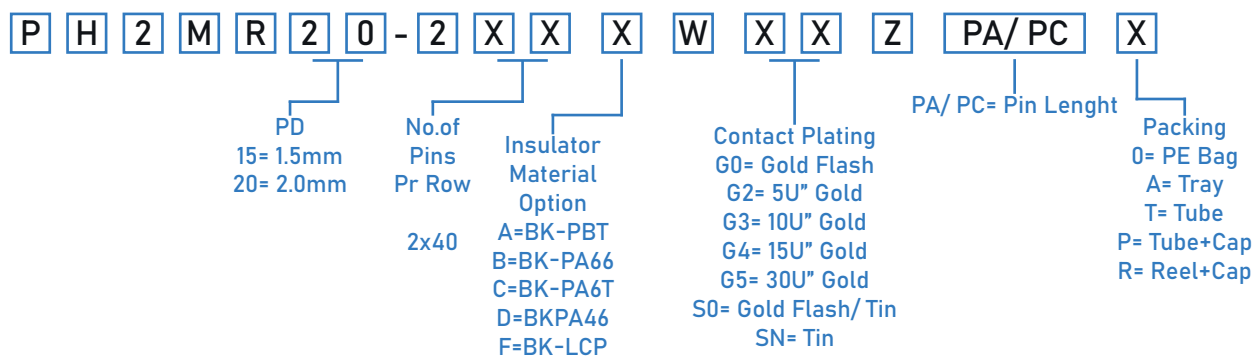 P H 2 M R 2 0 - 2 X X X W X X Z PA/ PC X
PD
15= 1.5mm
20= 2.0mm
No.of
Pins
Pr Row
2x40
Insulator
Material
Option
A=BK-PBT
B=BK-PA66
C=BK-PA6T
D=BKPA46
F=BK-LCP
Contact Plating
G0= Gold Flash
G2= 5U" Gold
G3= 10U" Gold
G4= 15U" Gold
G5= 30U" Gold
S0= Gold Flash/ Tin
SN= Tin
PA/ PC= Pin Lenght
Packing
0= PE Bag
A= Tray
T= Tube
P= Tube+Cap
R= Reel+Cap